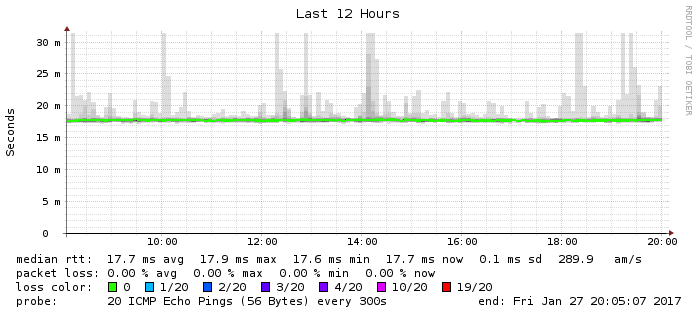 Last 12 Hours
RRDTOOL / TOBI OETIKER
Seconds
30 m
25 m
20 m
15 m
10 m
5 m
0
10:00 12:00 14:00 16:00 18:00 20:00
median rtt: 17.7 ms avg 17.9 ms max 17.6 ms min 17.7 ms now 0.1 ms sd 289.9 am/s
packet loss: 0.00 % avg 0.00 % max 0.00 % min 0.00 % now
loss color: 0 1/20 2/20 3/20 4/20 10/20 19/20
probe: 20 ICMP Echo Pings (56 Bytes) every 300s end: Fri Jan 27 20:05:07 2017